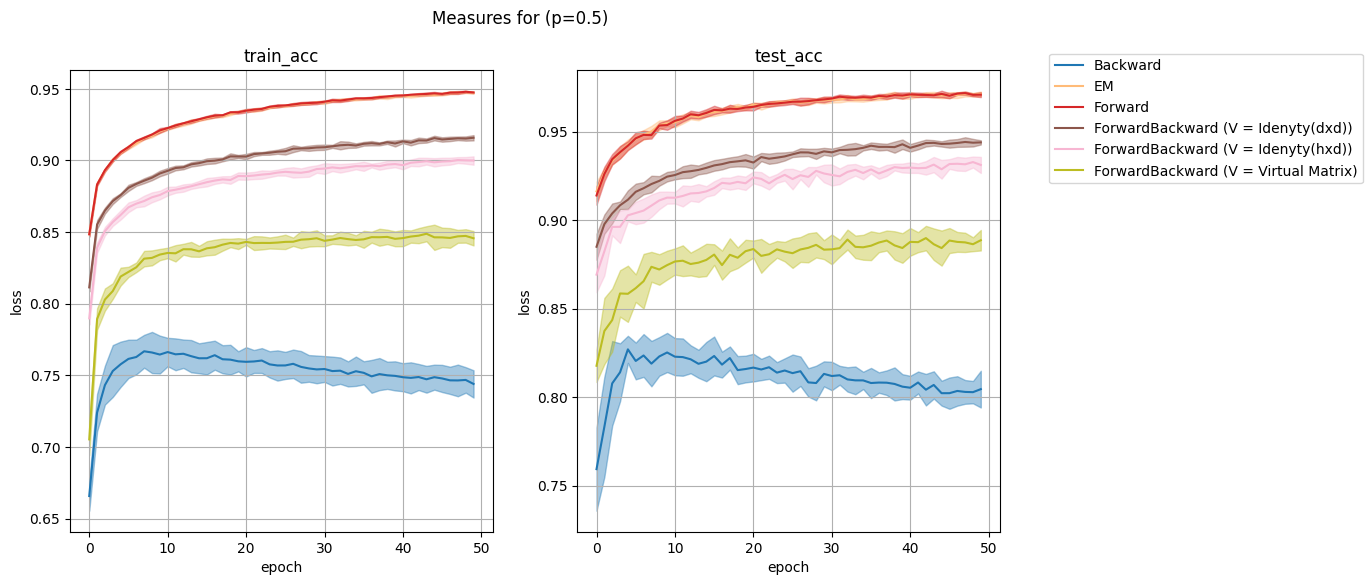 Measures for (p=0.5)
train_acc
0.95
0.90
0.85
0.80
0.75
0.70
0.65
loss
0 10 20 30 40 50
epoch
test_acc
0.95
0.90
0.85
0.80
0.75
loss
0 10 20 30 40 50
epoch
Backward
EM
Forward
ForwardBackward (V = Idenyty(dxd))
ForwardBackward (V = Idenyty(hxd))
ForwardBackward (V = Virtual Matrix)